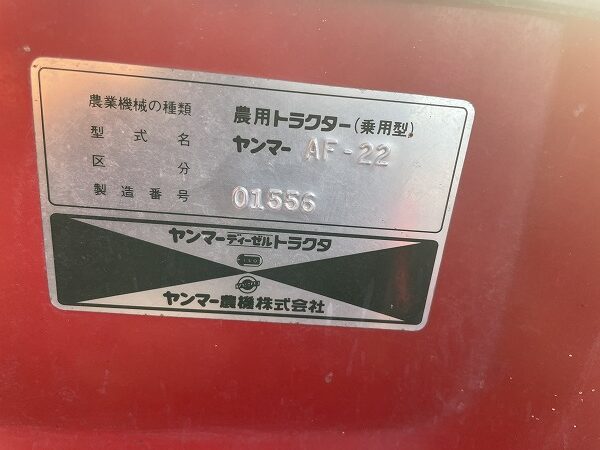 農業機械の種類 農用トラクター(乗用型)
型式名 ヤンマー AF-22
区分
製造番号 01556
ヤンマーディーゼルトラクタ
ヤンマー農機株式会社